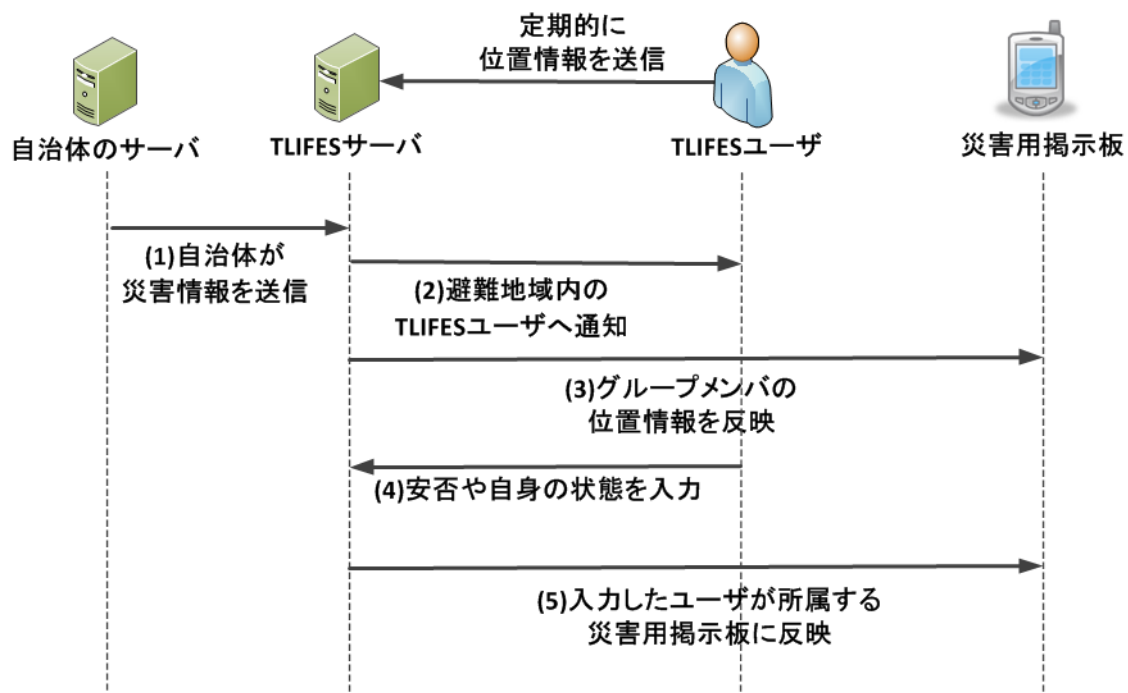 定期的に
位置情報を送信
自治体のサーバ
TLIFESサーバ
TLIFESユーザ
災害用掲示板
(1)自治体が
災害情報を送信
(2)避難地域内の
TLIFESユーザへ通知
(3)グループメンバの
位置情報を反映
(4)安否や自身の状態を入力
(5)入力したユーザが所属する
災害用掲示板に反映